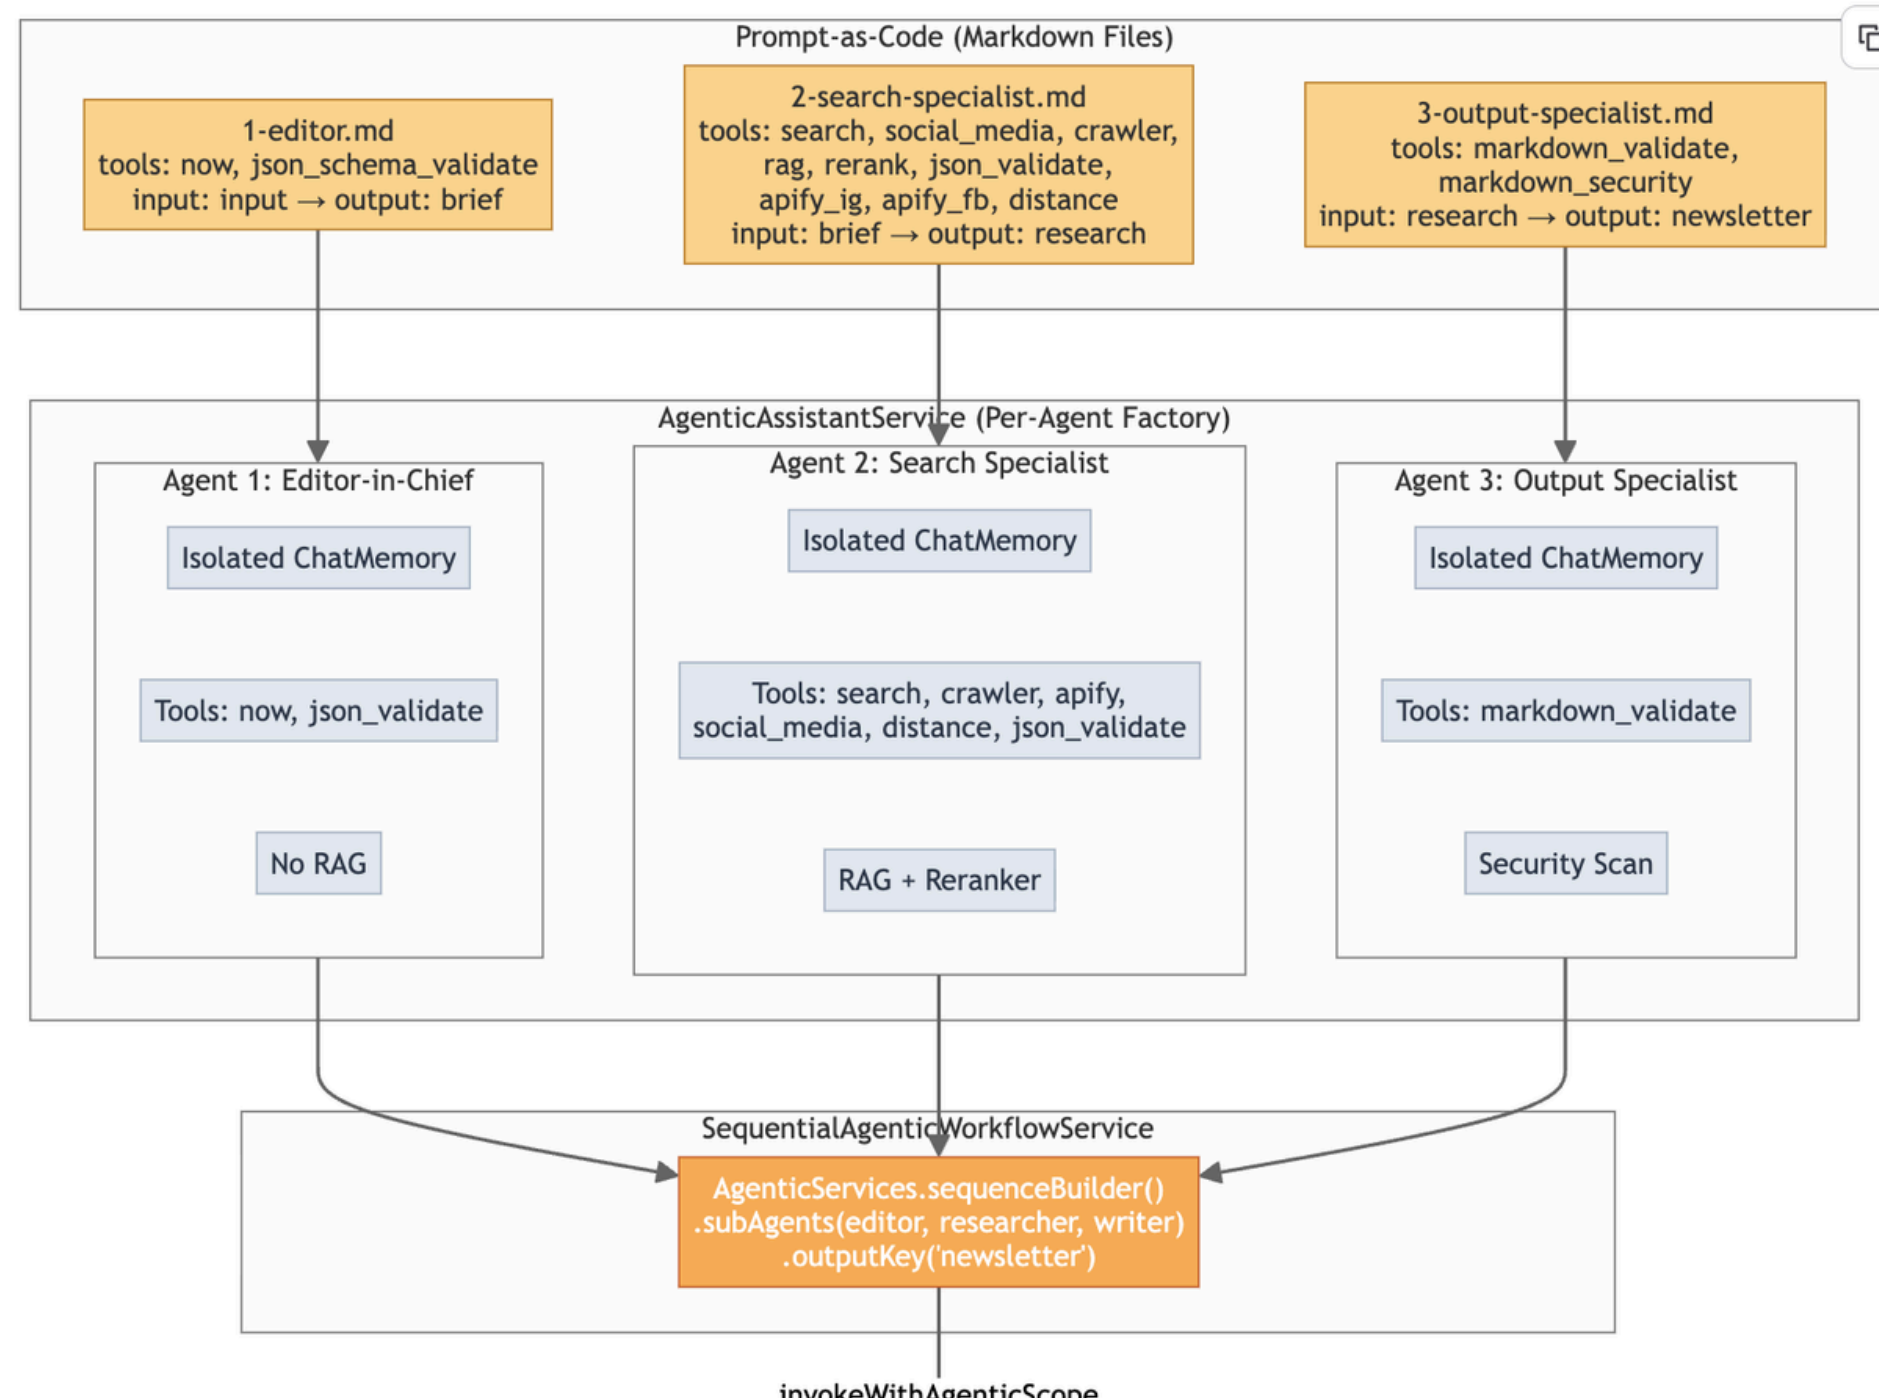 Prompt-as-Code (Markdown Files)
1-editor.md
tools: now, json_schema_validate
input: input → output: brief
2-search-specialist.md
tools: search, social_media, crawler,
rag, rerank, json_validate,
apify_ig, apify_fb, distance
input: brief → output: research
3-output-specialist.md
tools: markdown_validate,
markdown_security
input: research → output: newsletter
AgenticAssistantService (Per-Agent Factory)
Agent 1: Editor-in-Chief
Isolated ChatMemory
Tools: now, json_validate
No RAG
Agent 2: Search Specialist
Isolated ChatMemory
Tools: search, crawler, apify,
social_media, distance, json_validate
RAG + Reranker
Agent 3: Output Specialist
Isolated ChatMemory
Tools: markdown_validate
Security Scan
SequentialAgenticWorkflowService
AgenticServices.sequenceBuilder()
.subAgents(editor, researcher, writer)
.outputKey('newsletter')
invokeWithAgenticScope